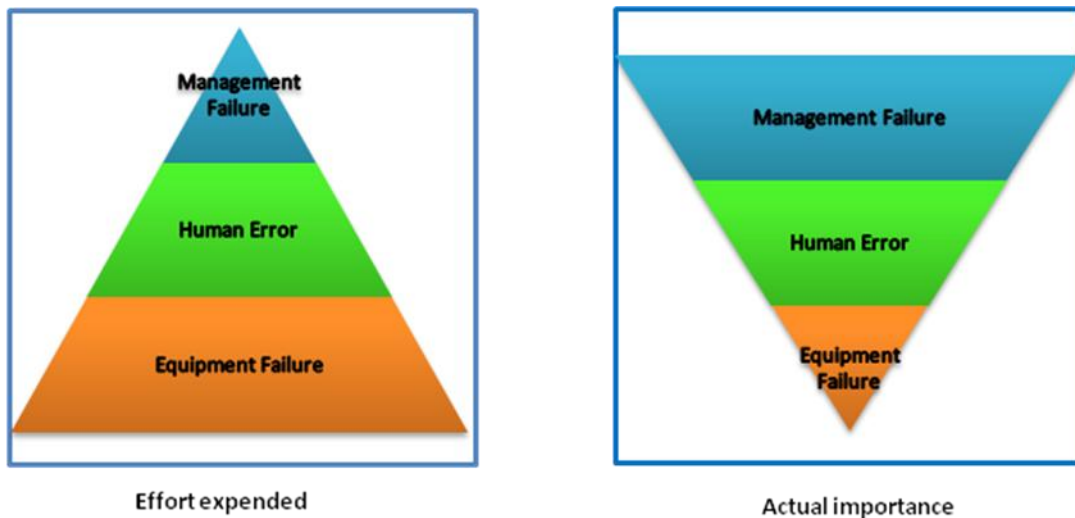 Management
Failure
Human Error
Equipment Failure
Effort expended
Management Failure
Human Error
Equipment
Failure
Actual importance